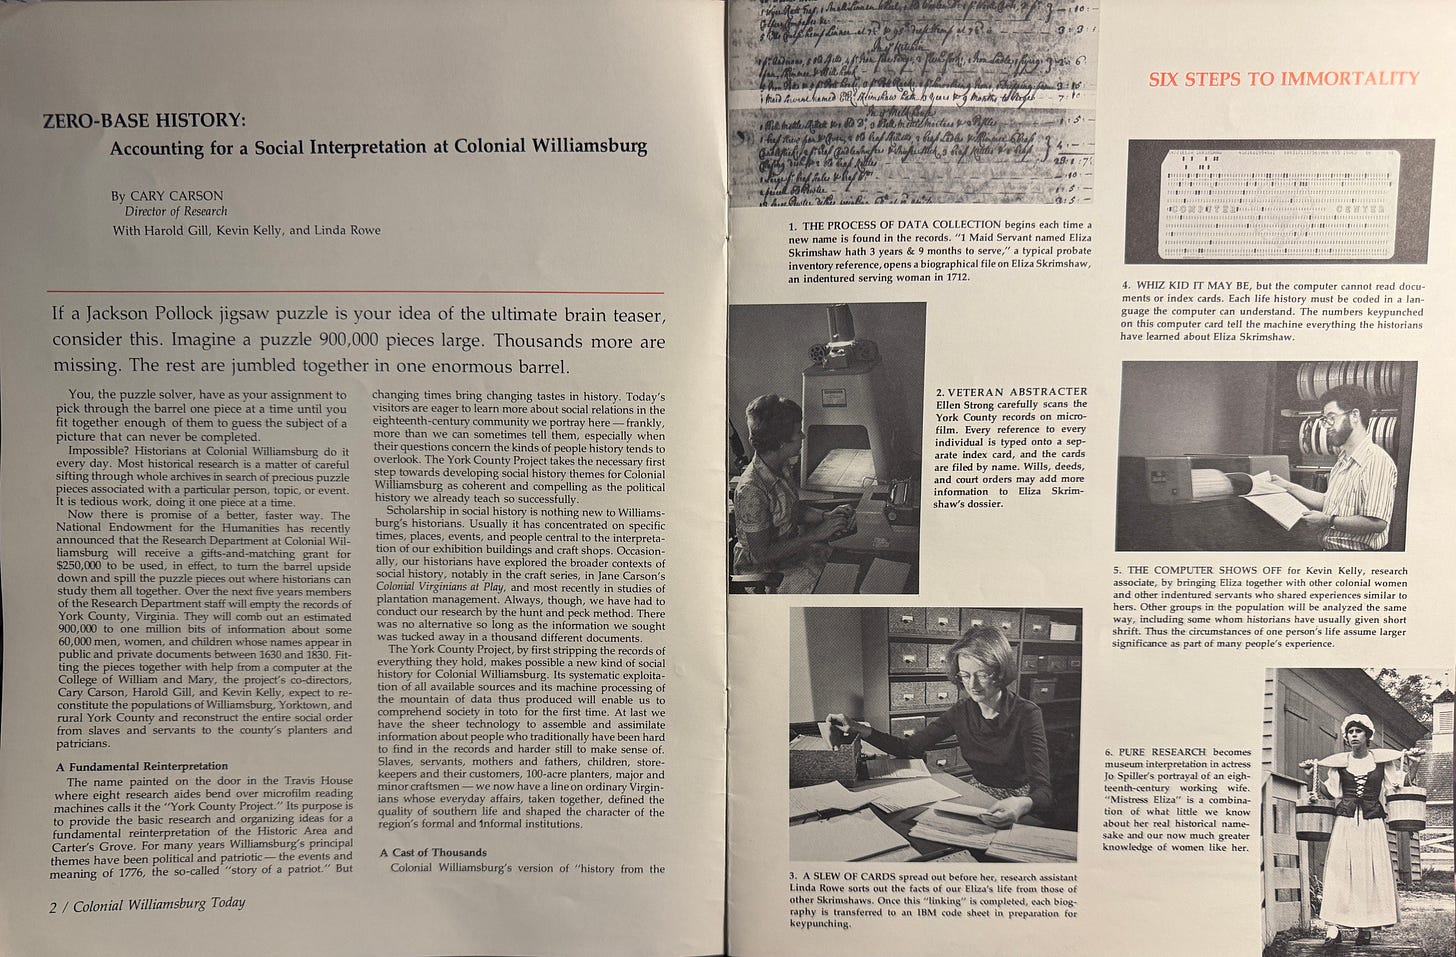 ZERO-BASE HISTORY:
Accounting for a Social Interpretation at Colonial Williamsburg
By CARY CARSON
Director of Research
With Harold Gill, Kevin Kelly, and Linda Rowe
If a Jackson Pollock jigsaw puzzle is your idea of the ultimate brain teaser,
consider this. Imagine a puzzle 900,000 pieces large. Thousands more are
missing. The rest are jumbled together in one enormous barrel.
You, the puzzle solver, have as your assignment to
pick through the barrel one piece at a time until you
fit together enough of them to guess the subject of a
picture that can never be completed.
Impossible? Historians at Colonial Williamsburg do it
every day. Most historical research is a matter of careful
sifting through whole archives in search of precious puzzle
pieces associated with a particular person, topic, or event.
It is tedious work, doing it one piece at a time.
Now there is promise of a better, faster way. The
National Endowment for the Humanities has recently
announced that the Research Department at Colonial Wil-
liamsburg will receive a gifts-and-matching grant for
$250,000 to be used, in effect, to turn the barrel upside
down and spill the puzzle pieces out where historians can
study them all together. Over the next five years members
of the Research Department staff will empty the records of
York County, Virginia. They will comb out an estimated
900,000 to one million bits of information about some
60,000 men, women, and children whose names appear in
public and private documents between 1630 and 1830. Fit-
ting the pieces together with help from a computer at the
College of William and Mary, the project's co-directors,
Cary Carson, Harold Gill, and Kevin Kelly, expect to re-
constitute the populations of Williamsburg, Yorktown, and
rural York County and reconstruct the entire social order
from slaves and servants to the county's planters and
patricians.
A Fundamental Reinterpretation
The name painted on the door in the Travis House
where eight research aides bend over microfilm reading
machines calls it the "York County Project." Its purpose is
to provide the basic research and organizing ideas for a
fundamental reinterpretation of the Historic Area and
Carter's Grove. For many years Williamsburg's principal
themes have been political and patriotic — the events and
meaning of 1776, the so-called "story of a patriot." But
changing times bring changing tastes in history. Today's
visitors are eager to learn more about social relations in the
eighteenth-century community we portray here — frankly,
more than we can sometimes tell them, especially when
their questions concern the kinds of people history tends to
overlook. The York County Project takes the necessary first
step towards developing social history themes for Colonial
Williamsburg as coherent and compelling as the political
history we already teach so successfully.
Scholarship in social history is nothing new to Williams-
burg's historians. Usually it has concentrated on specific
times, places, events, and people central to the interpreta-
tion of our exhibition buildings and craft shops. Occasion-
ally, our historians have explored the broader contexts of
social history, notably in the craft series, in Jane Carson's
Colonial Virginians at Play, and most recently in studies of
plantation management. Always, though, we have had to
conduct our research by the hunt and peck method. There
was no alternative so long as the information we sought
was tucked away in a thousand different documents.
The York County Project, by first stripping the records of
everything they hold, makes possible a new kind of social
history for Colonial Williamsburg. Its systematic exploita-
tion of all available sources and its machine processing of
the mountain of data thus produced will enable us to
comprehend society in toto for the first time. At last we
have the sheer technology to assemble and assimilate
information about people who traditionally have been hard
to find in the records and harder still to make sense of.
Slaves, servants, mothers and fathers, children, store-
keepers and their customers, 100-acre planters, major and
minor craftsmen — we now have a line on ordinary Virgin-
ians whose everyday affairs, taken together, defined the
quality of southern life and shaped the character of the
region's formal and informal institutions.
A Cast of Thousands
Colonial Williamsburg's version of "history from the
2 / Colonial Williamsburg Today
SIX STEPS TO IMMORTALITY
1. THE PROCESS OF DATA COLLECTION begins each time a
new name is found in the records. "1 Maid Servant named Eliza
Skrimshaw hath 3 years & 9 months to serve," a typical probate
inventory reference, opens a biographical file on Eliza Skrimshaw,
an indentured serving woman in 1712.
2. VETERAN ABSTRACTER
Ellen Strong carefully scans the
York County records on micro-
film. Every reference to every
individual is typed onto a sep-
arate index card, and the cards
are filed by name. Wills, deeds,
and court orders may add more
information to Eliza Skrim-
shaw's dossier.
3. A SLEW OF CARDS spread out before her, research assistant
Linda Rowe sorts out the facts of our Eliza's life from those of
other Skrimshaws. Once this "linking" is completed, each biog-
raphy is transferred to an IBM code sheet in preparation for
keypunching.
COMPUTER CENTER
4. WHIZ KID IT MAY BE, but the computer cannot read docu-
ments or index cards. Each life history must be coded in a lan-
guage the computer can understand. The numbers keypunched
on this computer card tell the machine everything the historians
have learned about Eliza Skrimshaw.
5. THE COMPUTER SHOWS OFF for Kevin Kelly, research
associate, by bringing Eliza together with other colonial women
and other indentured servants who shared experiences similar to
hers. Other groups in the population will be analyzed the same
way, including some whom historians have usually given short
shrift. Thus the circumstances of one person's life assume larger
significance as part of many people's experience.
6. PURE RESEARCH becomes
museum interpretation in actress
Jo Spiller's portrayal of an eigh-
teenth-century working wife.
"Mistress Eliza" is a combina-
tion of what little we know
about her real historical name-
sake and our now much greater
knowledge of women like her.